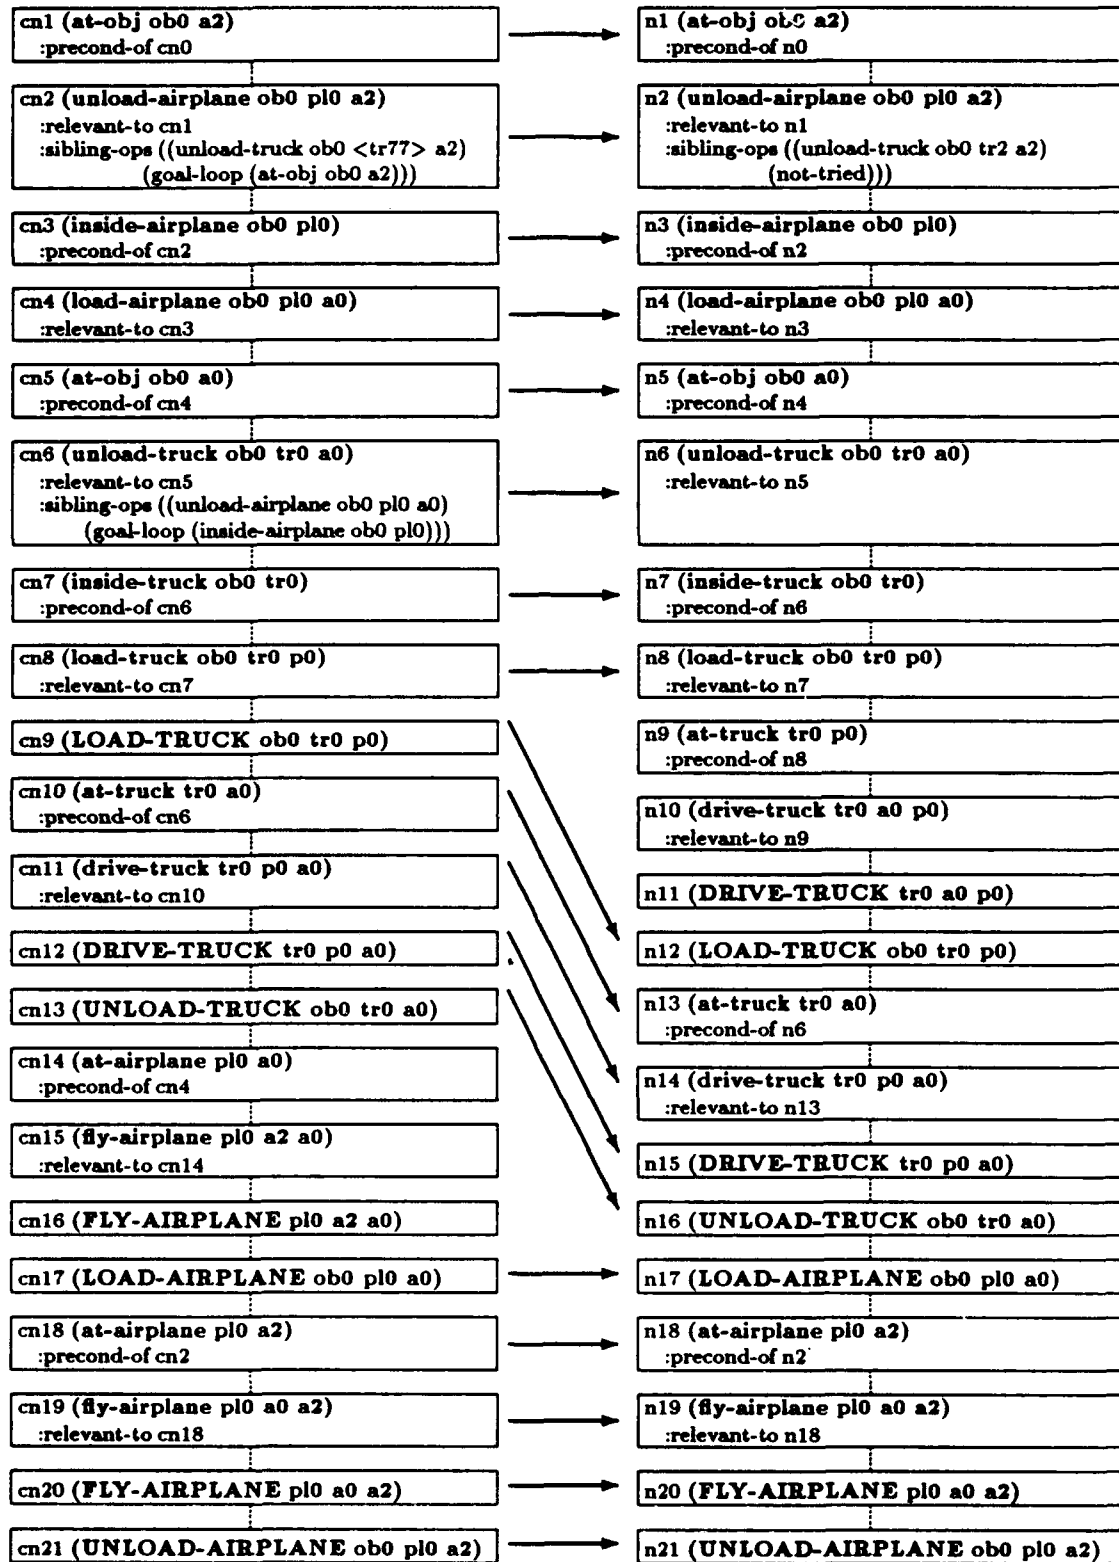 cn1 (at-obj ob0 a2)
:precond-of cn0
cn2 (unload-airplane ob0 pl0 a2)
:relevant-to cn1
:sibling-ops ((unload-truck ob0 <tr77> a2)
(goal-loop (at-obj ob0 a2)))
cn3 (inside-airplane ob0 pl0)
:precond-of cn2
cn4 (load-airplane ob0 pl0 a0)
:relevant-to cn3
cn5 (at-obj ob0 a0)
:precond-of cn4
cn6 (unload-truck ob0 tr0 a0)
:relevant-to cn5
:sibling-ops ((unload-airplane ob0 pl0 a0)
(goal-loop (inside-airplane ob0 pl0)))
cn7 (inside-truck ob0 tr0)
:precond-of cn6
cn8 (load-truck ob0 tr0 p0)
:relevant-to cn7
cn9 (LOAD-TRUCK ob0 tr0 p0)
cn10 (at-truck tr0 a0)
:precond-of cn6
cn11 (drive-truck tr0 p0 a0)
:relevant-to cn10
cn12 (DRIVE-TRUCK tr0 p0 a0)
cn13 (UNLOAD-TRUCK ob0 tr0 a0)
cn14 (at-airplane pl0 a0)
:precond-of cn4
cn15 (fly-airplane pl0 a2 a0)
:relevant-to cn14
cn16 (FLY-AIRPLANE pl0 a2 a0)
cn17 (LOAD-AIRPLANE ob0 pl0 a0)
cn18 (at-airplane pl0 a2)
:precond-of cn2
cn19 (fly-airplane pl0 a0 a2)
:relevant-to cn18
cn20 (FLY-AIRPLANE pl0 a0 a2)
cn21 (UNLOAD-AIRPLANE ob0 pl0 a2)
n1 (at-obj ob0 a2)
:precond-of n0
n2 (unload-airplane ob0 pl0 a2)
:relevant-to n1
:sibling-ops ((unload-truck ob0 tr2 a2)
(not-tried)))
n3 (inside-airplane ob0 pl0)
:precond-of n2
n4 (load-airplane ob0 pl0 a0)
:relevant-to n3
n5 (at-obj ob0 a0)
:precond-of n4
n6 (unload-truck ob0 tr0 a0)
:relevant-to n5
n7 (inside-truck ob0 tr0)
:precond-of n6
n8 (load-truck ob0 tr0 p0)
:relevant-to n7
n9 (at-truck tr0 p0)
:precond-of n8
n10 (drive-truck tr0 a0 p0)
:relevant-to n9
n11 (DRIVE-TRUCK tr0 a0 p0)
n12 (LOAD-TRUCK ob0 tr0 p0)
n13 (at-truck tr0 a0)
:precond-of n6
n14 (drive-truck tr0 p0 a0)
:relevant-to n13
n15 (DRIVE-TRUCK tr0 p0 a0)
n16 (UNLOAD-TRUCK ob0 tr0 a0)
n17 (LOAD-AIRPLANE ob0 pl0 a0)
n18 (at-airplane pl0 a2)
:precond-of n2
n19 (fly-airplane pl0 a0 a2)
:relevant-to n18
n20 (FLY-AIRPLANE pl0 a0 a2)
n21 (UNLOAD-AIRPLANE ob0 pl0 a2)